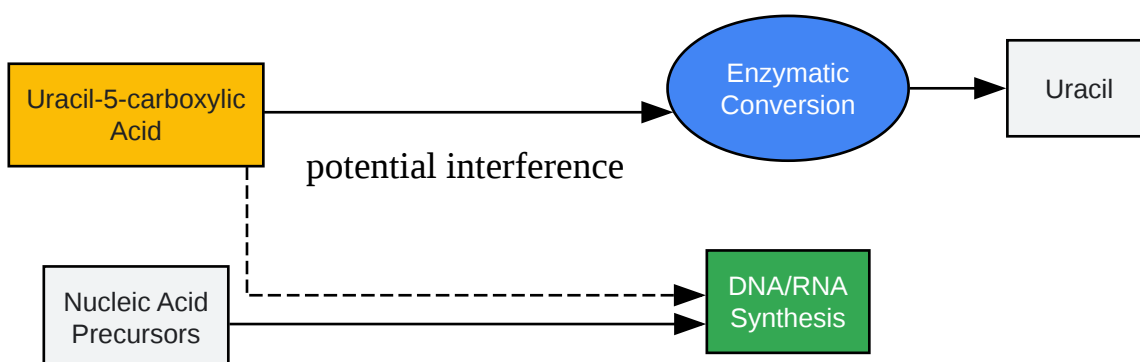 Uracil-5-carboxylic
Acid
Enzymatic
Conversion
Uracil
potential interference
Nucleic Acid
Precursors
DNA/RNA
Synthesis